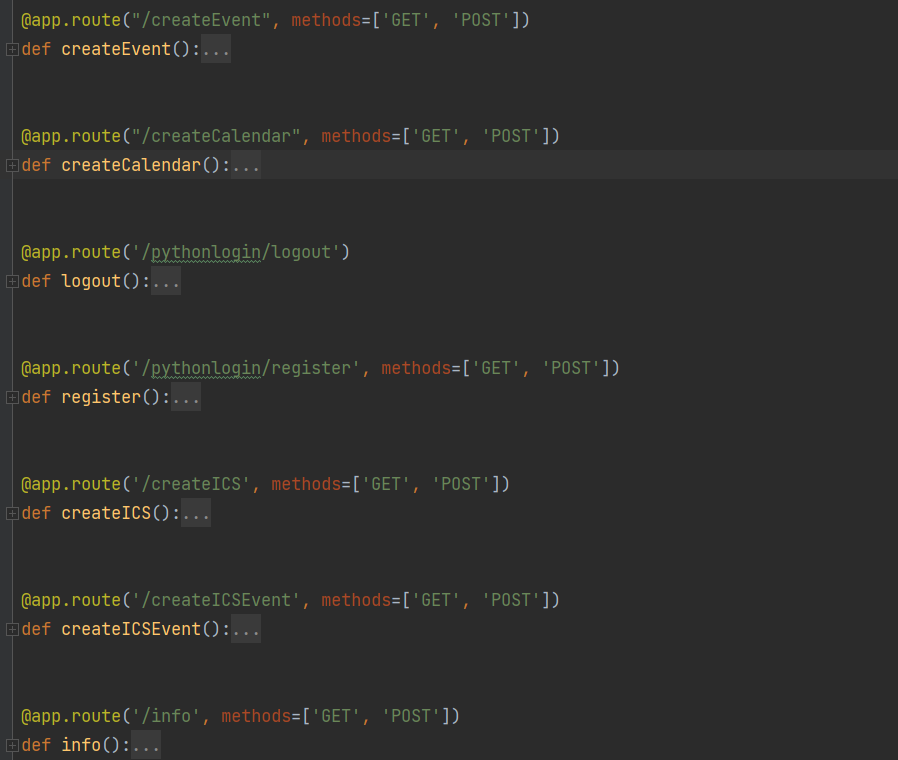 @app.route("/createEvent", methods=['GET', 'POST'])
def createEvent():...
@app.route("/createCalendar", methods=['GET', 'POST'])
def createCalendar():...
@app.route('/pythonlogin/logout')
def logout():...
@app.route('/pythonlogin/register', methods=['GET', 'POST'])
def register():...
@app.route('/createICS', methods=['GET', 'POST'])
def createICS():...
@app.route('/createICSEvent', methods=['GET', 'POST'])
def createICSEvent():...
@app.route('/info', methods=['GET', 'POST'])
def info():...